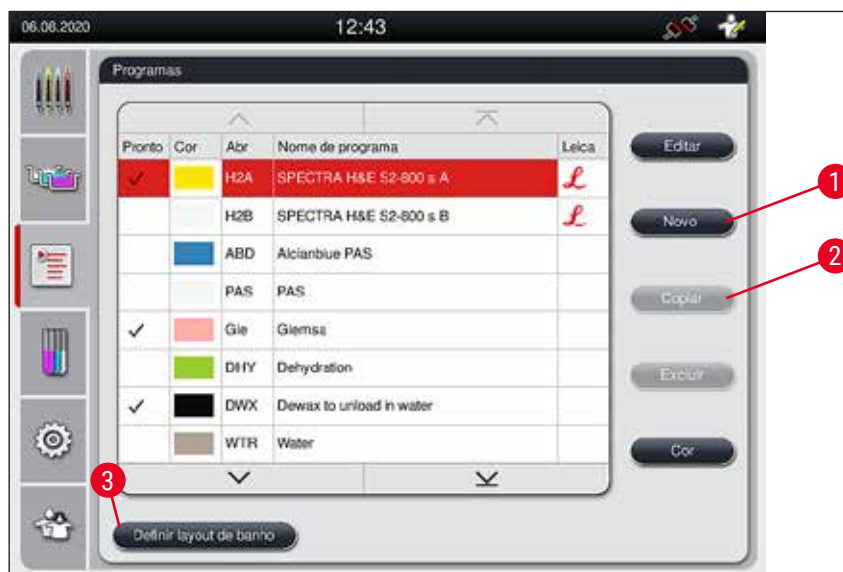 06.08.2020 12:43
Programas
Pronto Cor Abr Nome de programa Leica
H2A SPECTRA H&E S2-800 s A
H2B SPECTRA H&E S2-800 s B
ABD Alcianblue PAS
PAS PAS
Gie Giemsa
DHY Dehydration
DWX Dewax to unload in water
WTR Water
Editar
Novo
Copiar
Excluir
Cor
Definir layout de banho
1
2
3